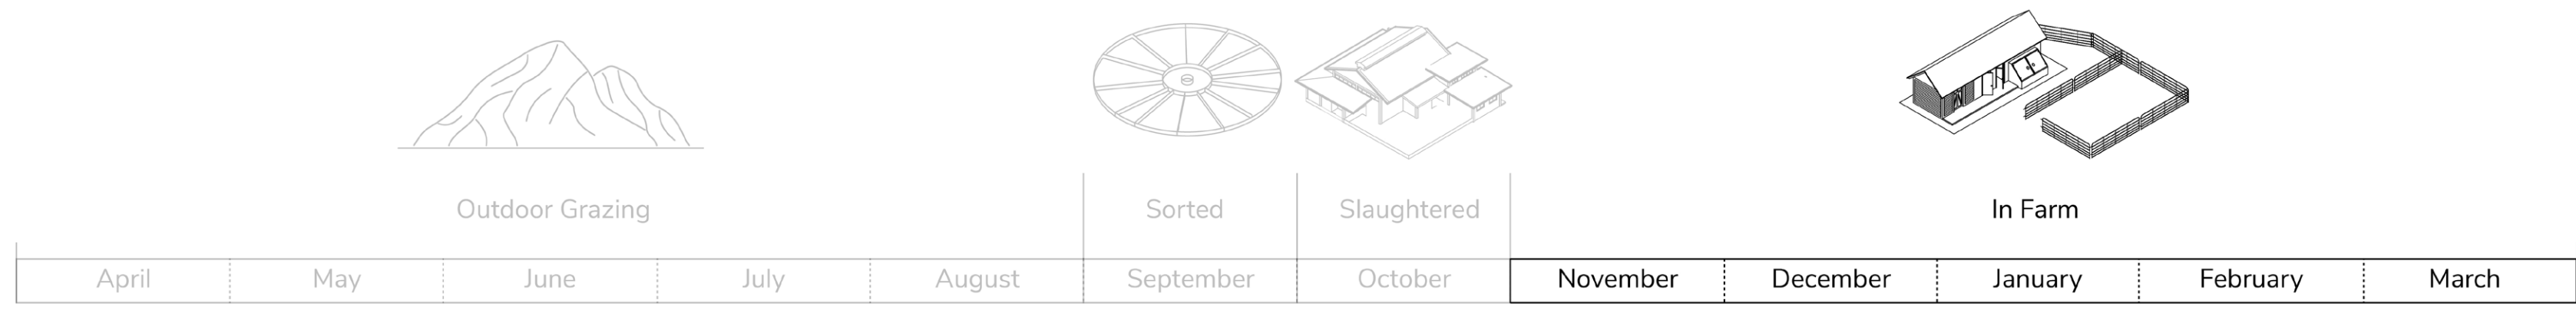 Outdoor Grazing
Sorted
Slaughtered
In Farm
April
May
June
July
August
September
October
November
December
January
February
March